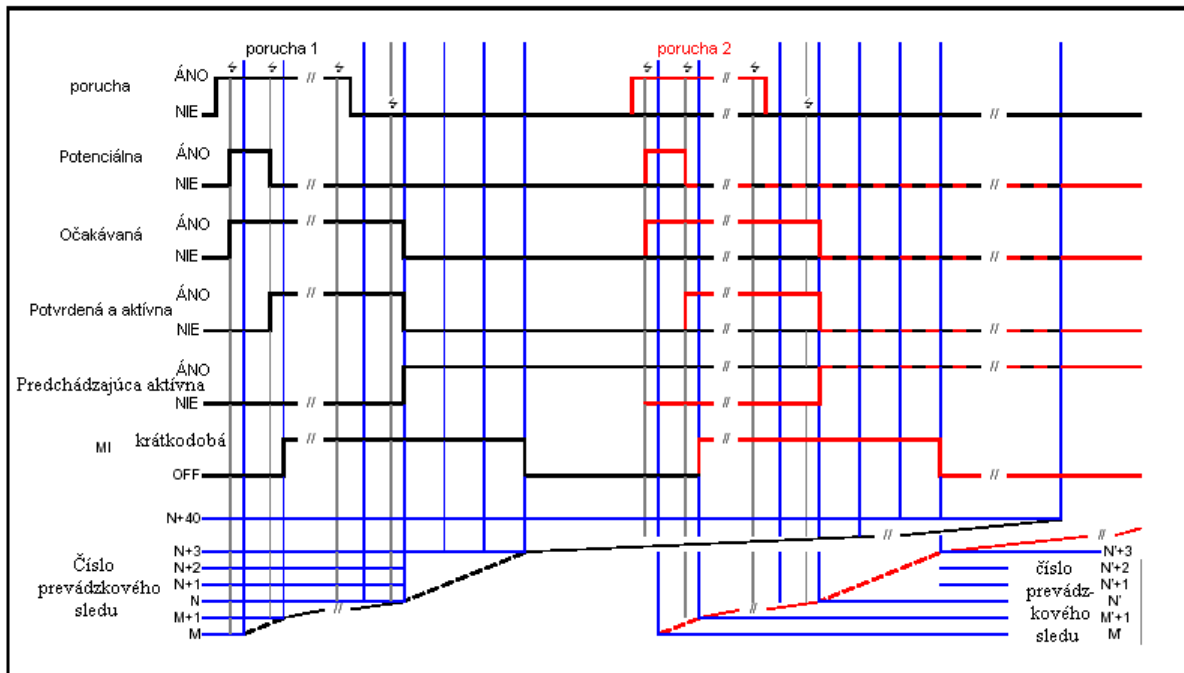 porucha 1
porucha 2
porucha
ÁNO
NIE
Potenciálna
ÁNO
NIE
Očakávaná
ÁNO
NIE
Potvrdená a aktívna
ÁNO
NIE
Predchádzajúca aktívna
ÁNO
NIE
MI
krátkodobá
OFF
Číslo
prevádzkového
sledu
N+40
N+3
N+2
N+1
N
M+1
M
číslo
prevádz-
kového
sledu
N'+3
N'+2
N'+1
N'
M'+1
M'